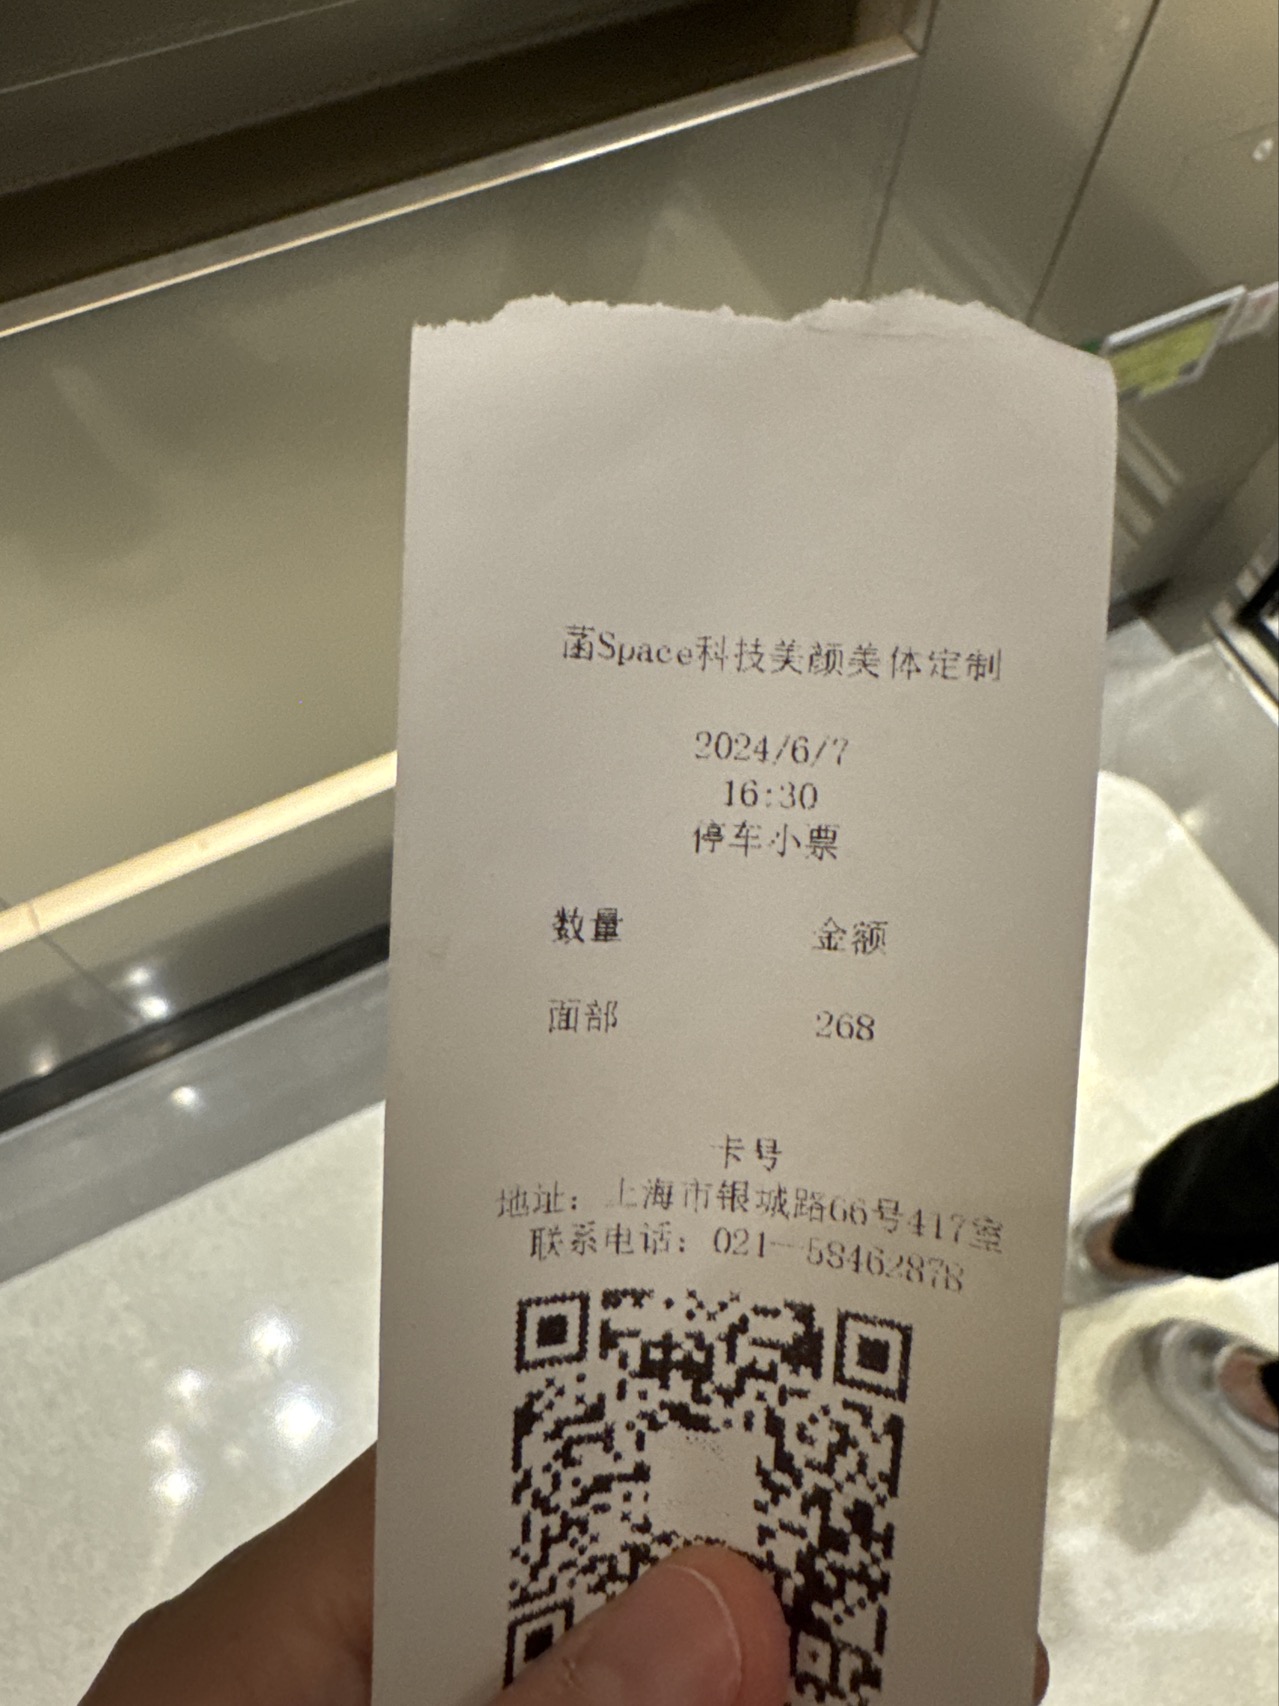 菡Space科技美颜美体定制
2024/6/7
16:30
停车小票
数量 金额
面部 268
卡号
地址：上海市银城路66号417室
联系电话：021-58462878